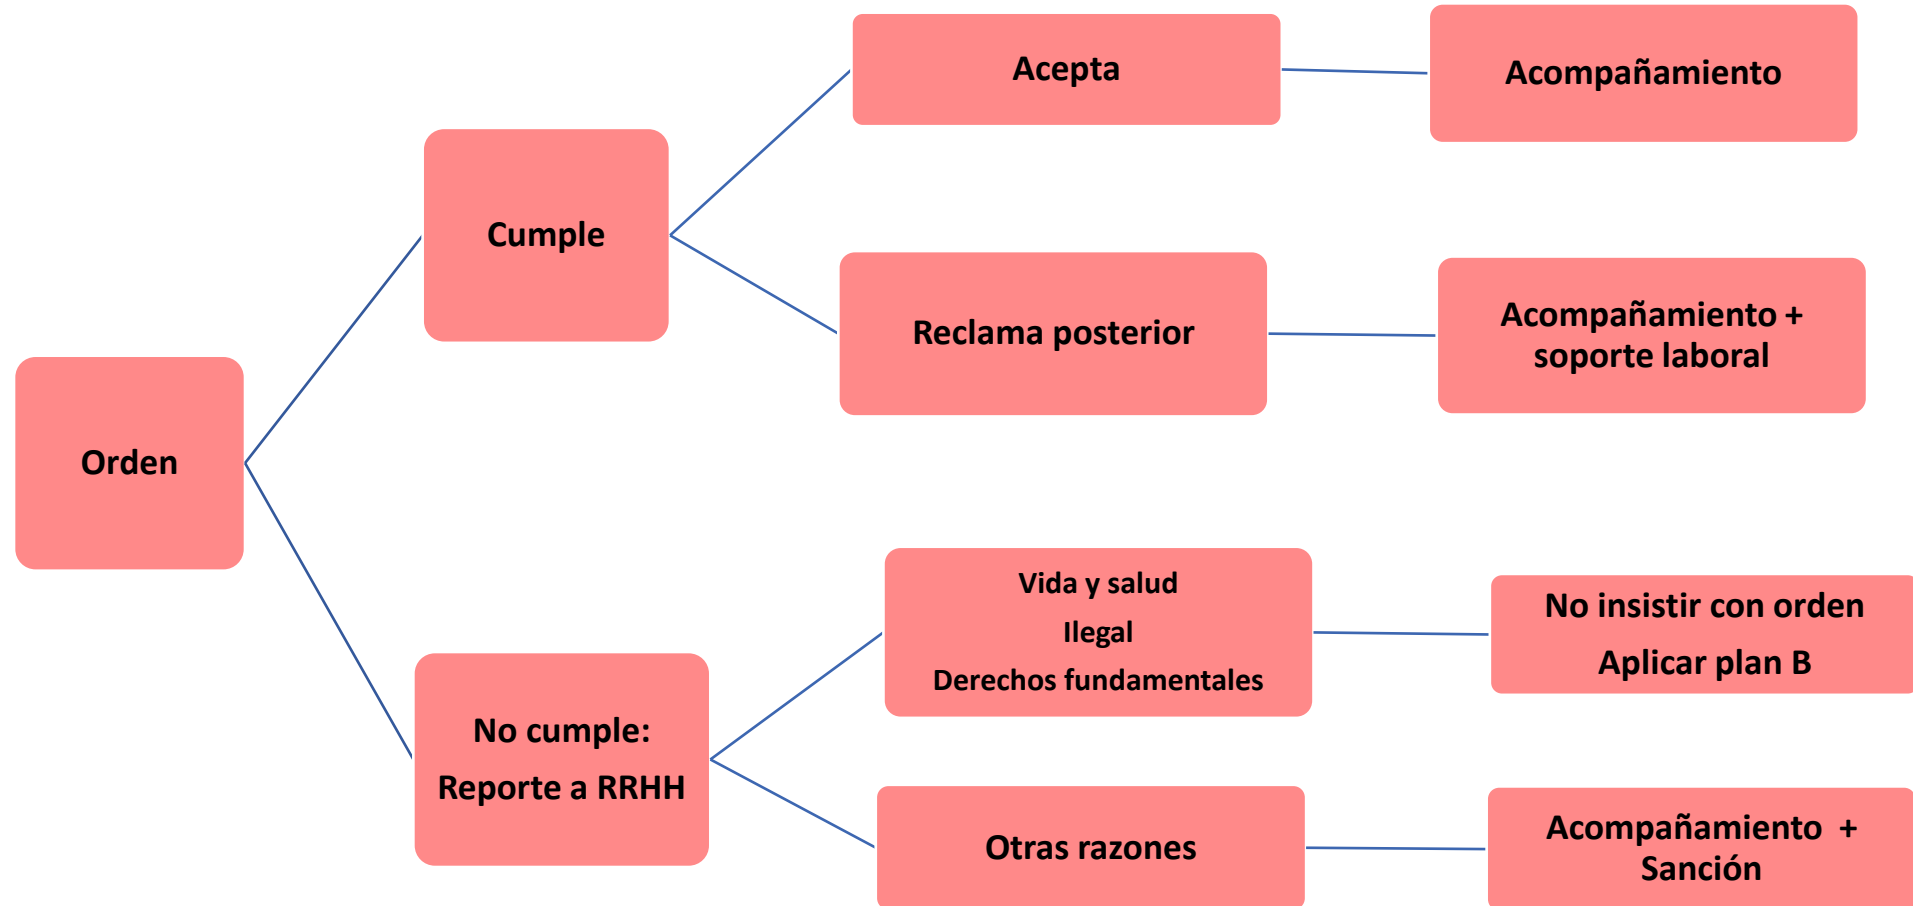 Orden
Cumple
Acepta
Acompañamiento
Reclama posterior
Acompañamiento +
soporte laboral
No cumple:
Reporte a RRHH
Vida y salud
Ilegal
Derechos fundamentales
No insistir con orden
Aplicar plan B
Otras razones
Acompañamiento +
Sanción